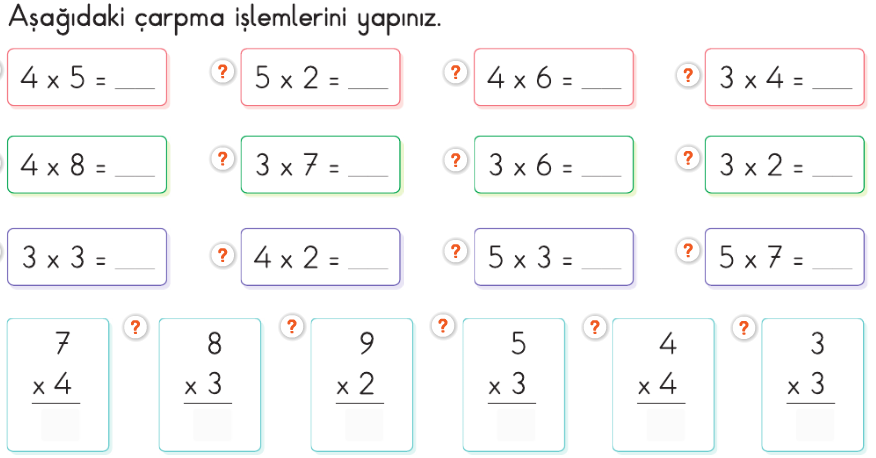 Aşağıdaki çarpma işlemlerini yapınız.
4 x 5 = ___ ? 5 x 2 = ___ ? 4 x 6 = ___ ? 3 x 4 = ___
4 x 8 = ___ ? 3 x 7 = ___ ? 3 x 6 = ___ ? 3 x 2 = ___
3 x 3 = ___ ? 4 x 2 = ___ ? 5 x 3 = ___ ? 5 x 7 = ___
7 ? 8 ? 9 ? 5 ? 4 ? 3
x 4 x 3 x 2 x 3 x 4 x 3